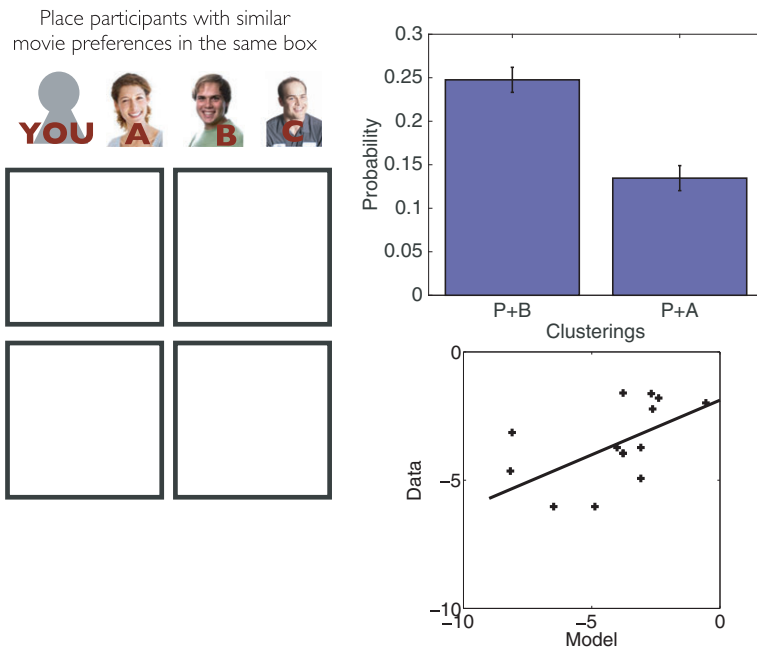 Place participants with similar
movie preferences in the same box
YOU A B C
0.3
0.25
0.2
0.15
0.1
0.05
0
Probability
P+B P+A
Clusterings
0
−5
−10
Data
−10 −5 0
Model